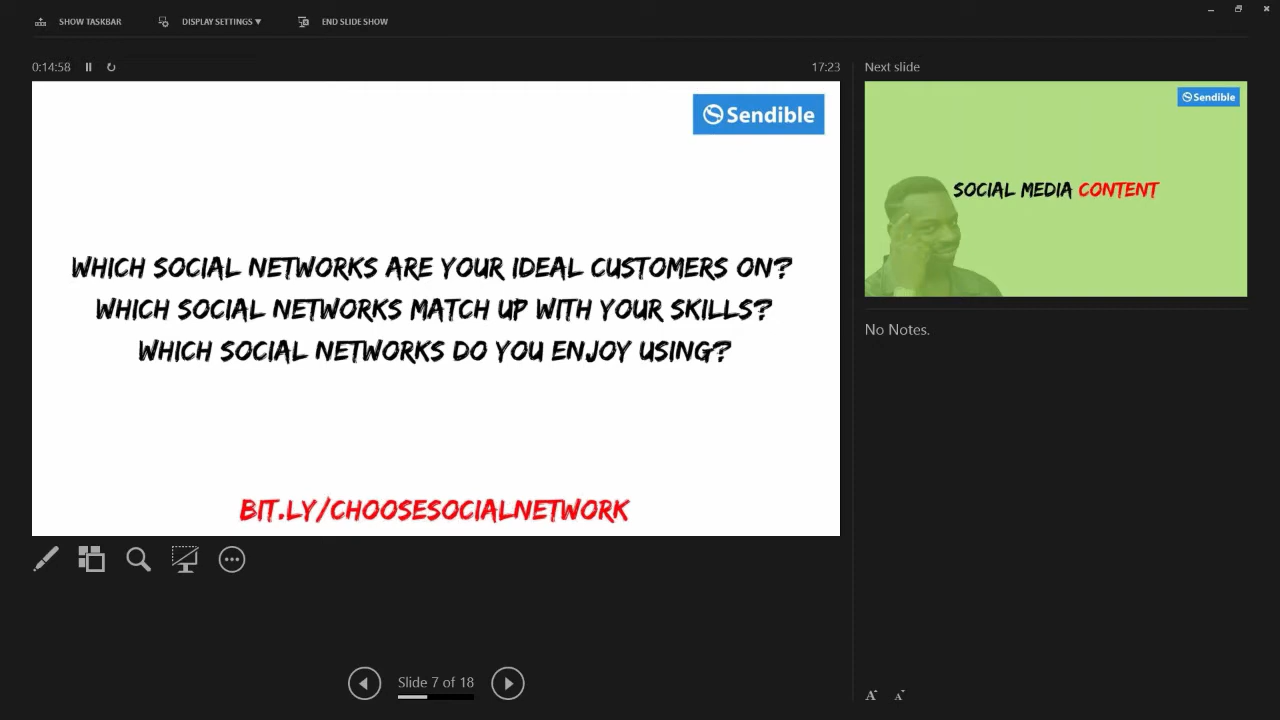 SHOW TASKBAR
DISPLAY SETTINGS ▾
END SLIDE SHOW
0:14:58
17:23
Sendible
WHICH SOCIAL NETWORKS ARE YOUR IDEAL CUSTOMERS ON?
WHICH SOCIAL NETWORKS MATCH UP WITH YOUR SKILLS?
WHICH SOCIAL NETWORKS DO YOU ENJOY USING?
BIT.LY/CHOOSESOCIALNETWORK
Slide 7 of 18
Next slide
Sendible
SOCIAL MEDIA CONTENT
No Notes.
A A